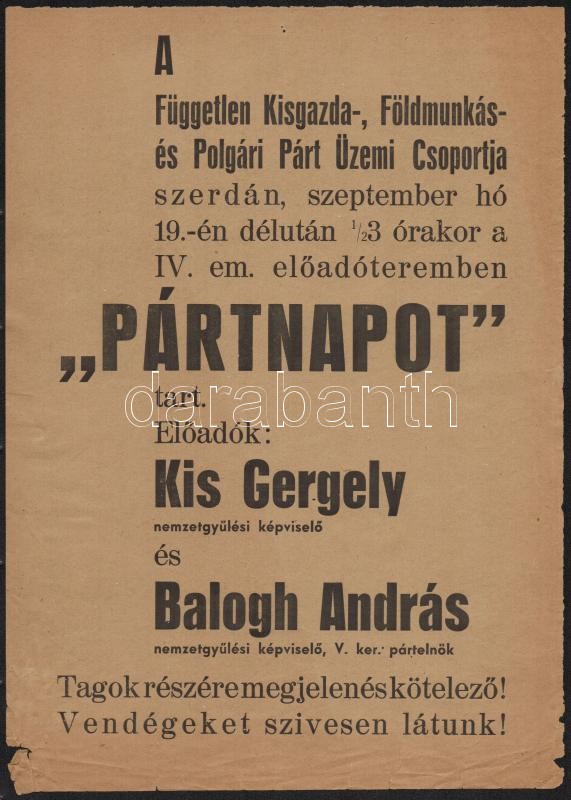 A
Független Kisgazda-, Földmunkás-
és Polgári Párt Üzemi Csoportja
szerdán, szeptember hó
19.-én délután ½3 órakor a
IV. em. előadóteremben
„PÁRTNAPOT”
darabanth
tart.
Előadók:
Kis Gergely
nemzetgyűlési képviselő
és
Balogh András
nemzetgyűlési képviselő, V. ker. pártelnök
Tagok részére megjelenés kötelező!
Vendégeket szivesen látunk!